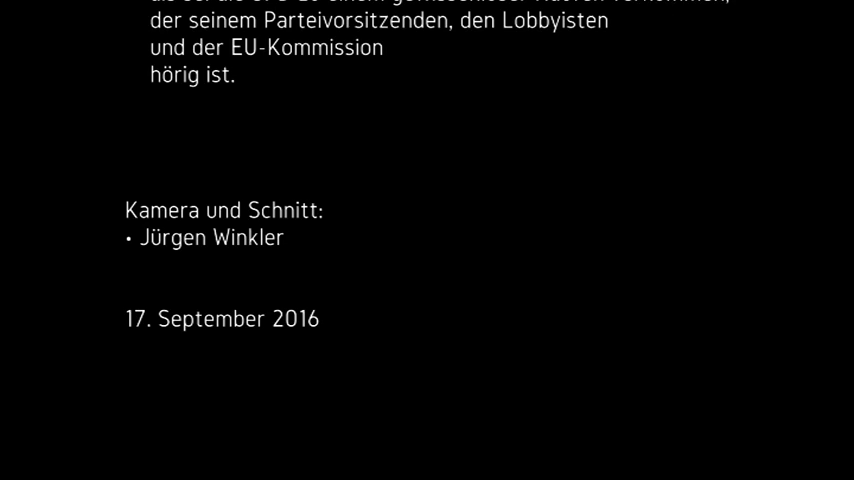 der seinem Parteivorsitzenden, den Lobbyisten
und der EU-Kommission
hörig ist.
Kamera und Schnitt:
• Jürgen Winkler
17. September 2016